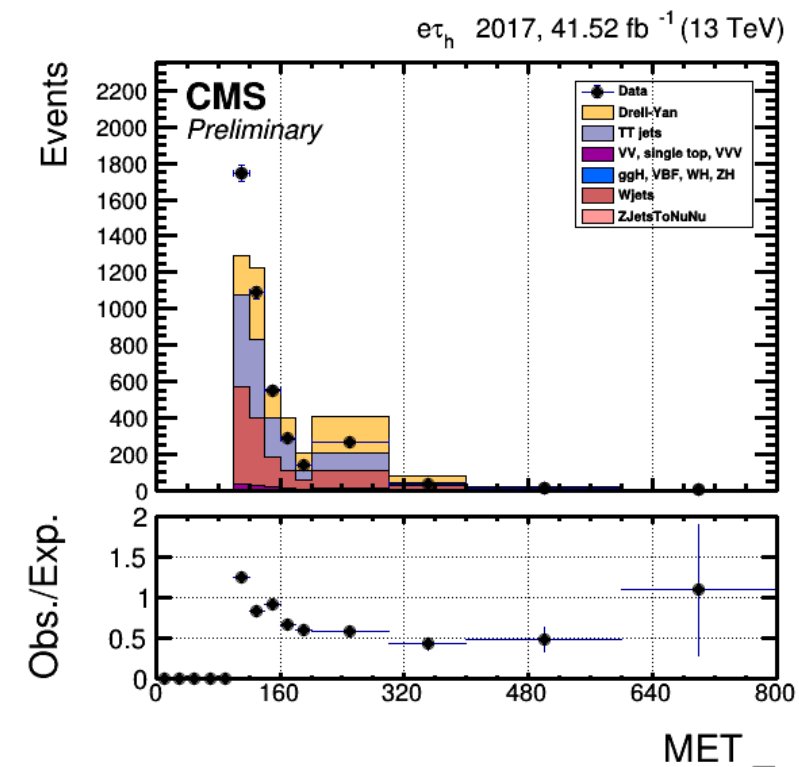 eτh 2017, 41.52 fb -1 (13 TeV)
Events
2200
2000
1800
1600
1400
1200
1000
800
600
400
200
0
CMS
Preliminary
Data
Drell-Yan
TT jets
VV, single top, VVV
ggH, VBF, WH, ZH
Wjets
ZJetsToNuNu
Obs./Exp.
2
1.5
1
0.5
0
0 160 320 480 640 800
MET _